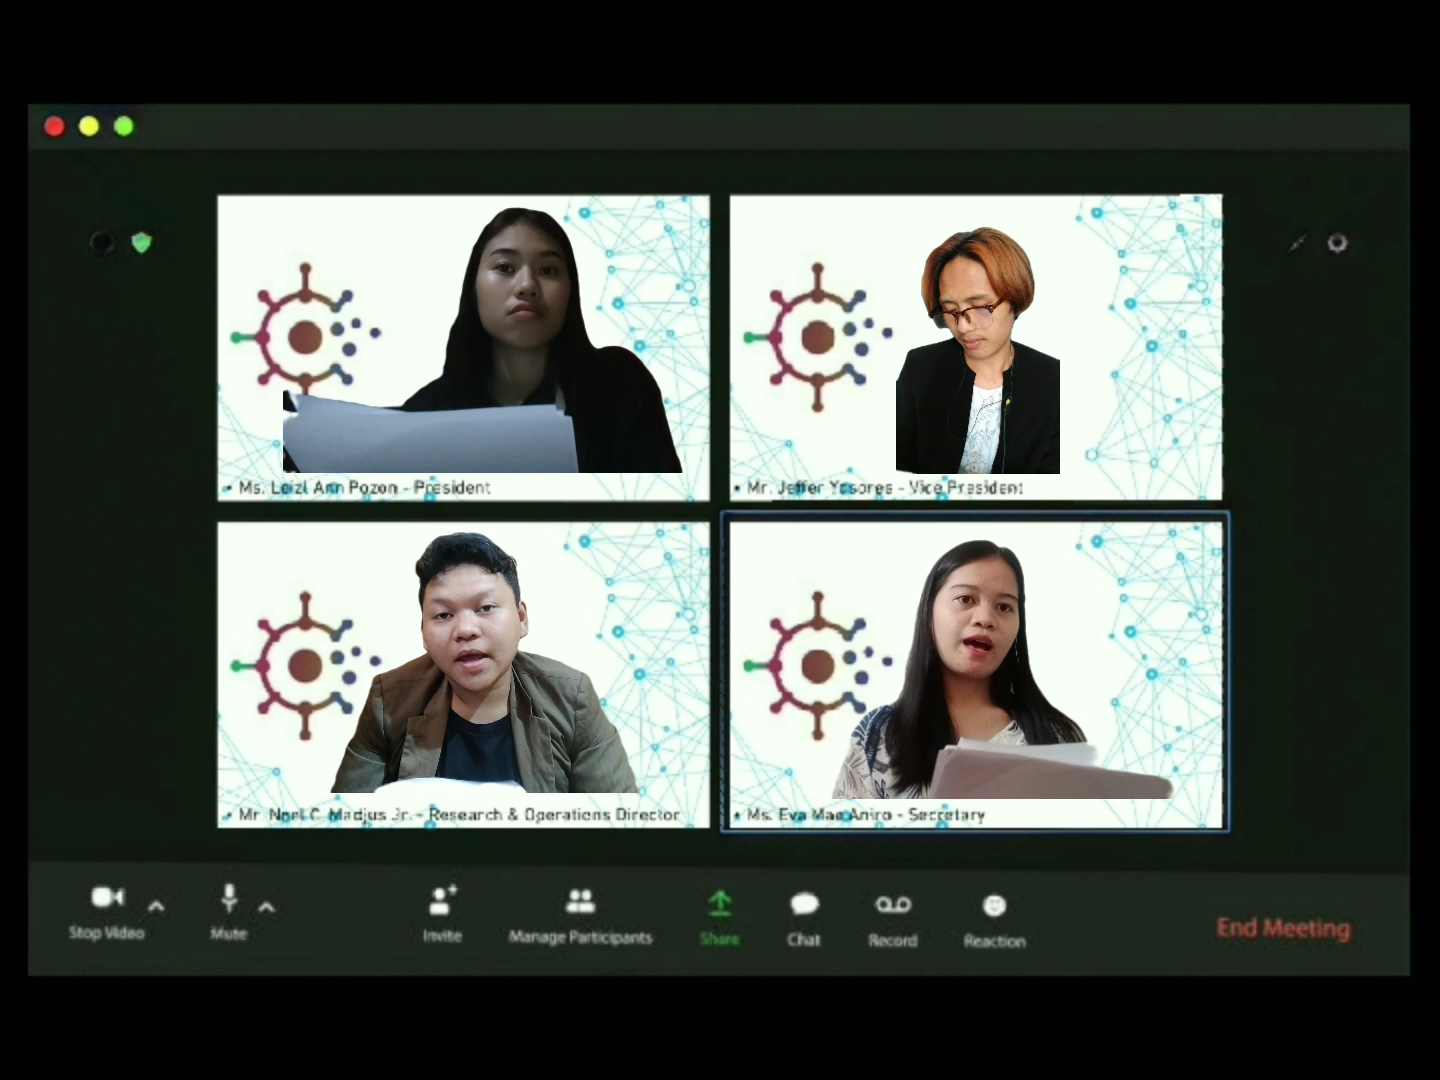 • Ms. Leizl Ann Pozon - President
• Mr. Jeffer Yosores - Vice President
• Mr. Noel C. Madjus Jr. - Research & Operations Director
• Ms. Eva Mae Aniro - Secretary
Stop Video
Mute
Invite
Manage Participants
Share
Chat
Record
Reaction
End Meeting